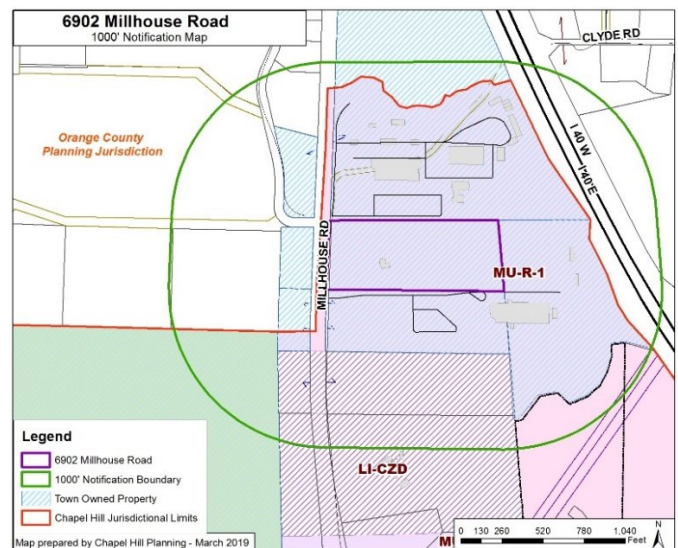 6902 Millhouse Road
1000' Notification Map
CLYDE RD
Orange County
Planning Jurisdiction
I 40 W
I 40 E
MILLHOUSE RD
MU-R-1
LI-CZD
Legend
6902 Millhouse Road
1000' Notification Boundary
Town Owned Property
Chapel Hill Jurisdictional Limits
Map prepared by Chapel Hill Planning - March 2019
0 130 260 520 780 1,040
Feet
N